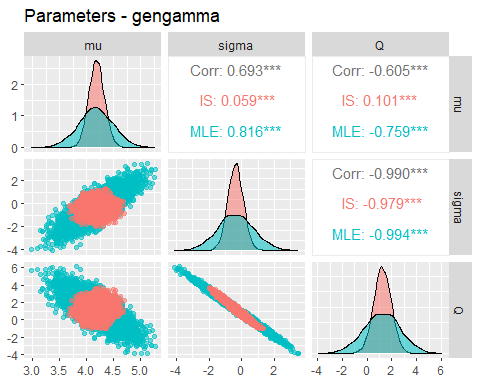 Parameters - gengamma
mu
sigma
Q
2
1
0
Corr: 0.693***
IS: 0.059***
MLE: 0.816***
Corr: -0.605***
IS: 0.101***
MLE: -0.759***
mu
2
0
-2
-4
Corr: -0.990***
IS: -0.979***
MLE: -0.994***
sigma
6
4
2
0
-2
-4
Q
3.0 3.5 4.0 4.5 5.0
-4 -2 0 2
-4 -2 0 2 4 6